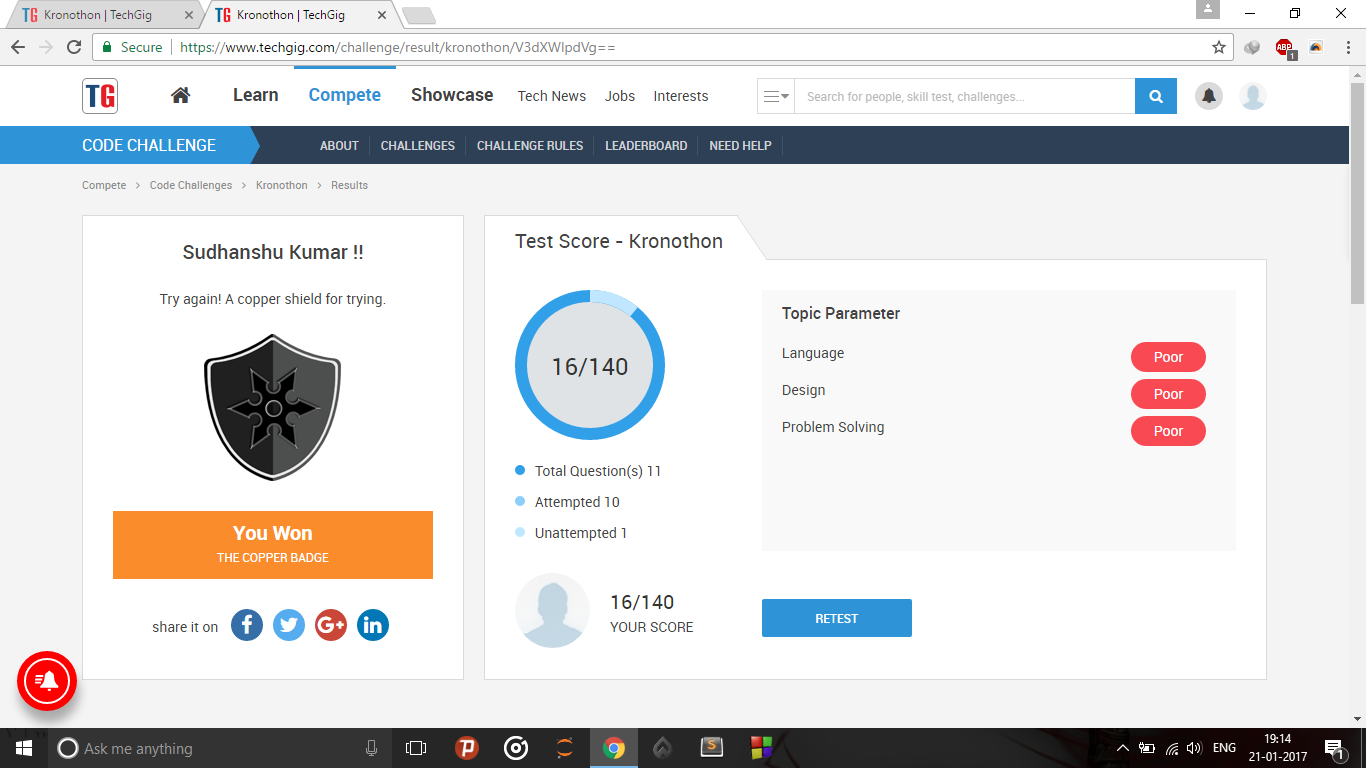 Kronothon | TechGig
Kronothon | TechGig
Secure
https://www.techgig.com/challenge/result/kronothon/V3dXWlpdVg==
ABP
1
TG
Learn
Compete
Showcase
Tech News
Jobs
Interests
Search for people, skill test, challenges...
CODE CHALLENGE
ABOUT
CHALLENGES
CHALLENGE RULES
LEADERBOARD
NEED HELP
Compete > Code Challenges > Kronothon > Results
Sudhanshu Kumar !!
Try again! A copper shield for trying.
You Won
THE COPPER BADGE
share it on
Test Score - Kronothon
16/140
Total Question(s) 11
Attempted 10
Unattempted 1
16/140
YOUR SCORE
Topic Parameter
Language Poor
Design Poor
Problem Solving Poor
RETEST
Ask me anything
ENG
19:14
21-01-2017
1